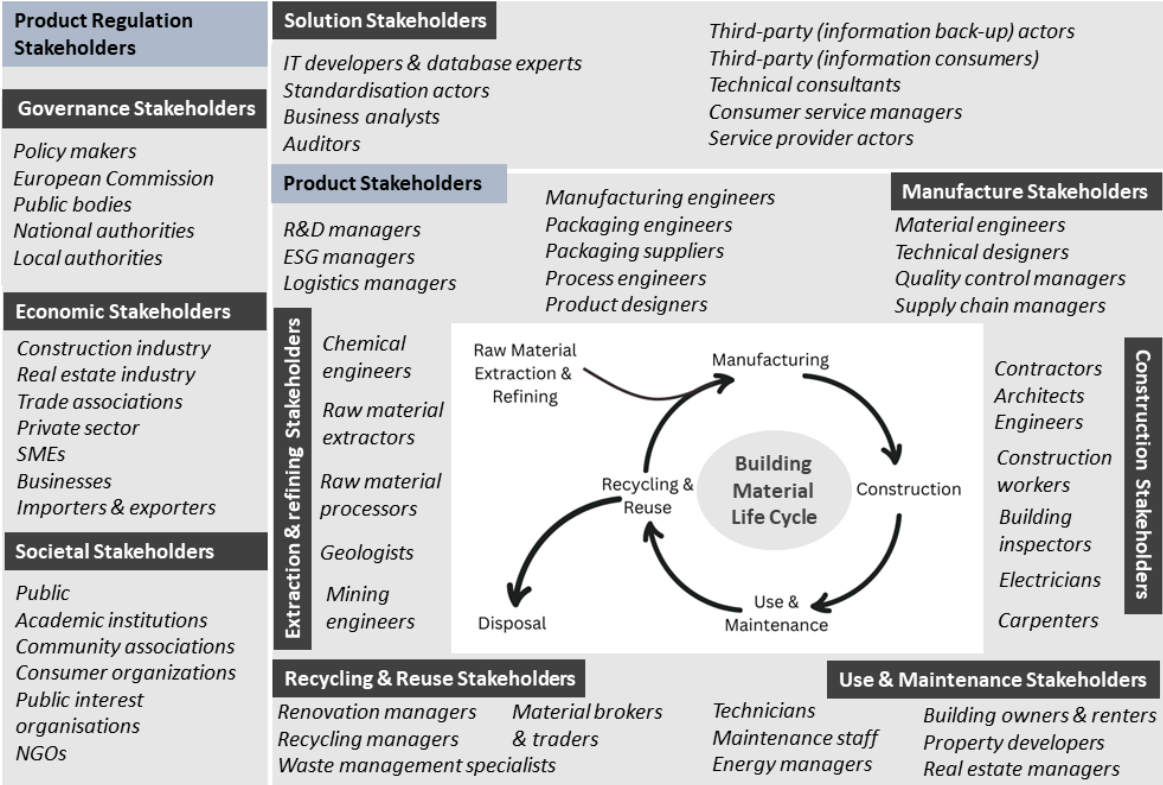 Product Regulation
Stakeholders
Governance Stakeholders
Policy makers
European Commission
Public bodies
National authorities
Local authorities
Economic Stakeholders
Construction industry
Real estate industry
Trade associations
Private sector
SMEs
Businesses
Importers & exporters
Societal Stakeholders
Public
Academic institutions
Community associations
Consumer organizations
Public interest
organisations
NGOs
Solution Stakeholders
IT developers & database experts
Standardisation actors
Business analysts
Auditors
Third-party (information back-up) actors
Third-party (information consumers)
Technical consultants
Consumer service managers
Service provider actors
Product Stakeholders
R&D managers
ESG managers
Logistics managers
Manufacturing engineers
Packaging engineers
Packaging suppliers
Process engineers
Product designers
Manufacture Stakeholders
Material engineers
Technical designers
Quality control managers
Supply chain managers
Extraction & refining Stakeholders
Chemical
engineers
Raw material
extractors
Raw material
processors
Geologists
Mining
engineers
Raw Material
Extraction &
Refining
Manufacturing
Building
Material
Life Cycle
Construction
Recycling &
Reuse
Use &
Maintenance
Disposal
Contractors
Architects
Engineers
Construction
workers
Building
inspectors
Electricians
Carpenters
Construction Stakeholders
Recycling & Reuse Stakeholders
Renovation managers
Recycling managers
Waste management specialists
Material brokers
& traders
Use & Maintenance Stakeholders
Technicians
Maintenance staff
Energy managers
Building owners & renters
Property developers
Real estate managers